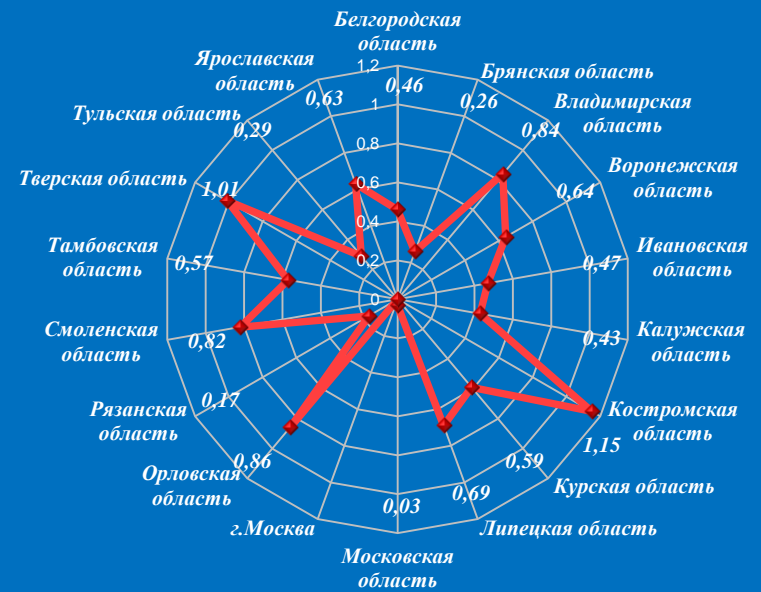 Белгородская
область
Ярославская
область
Брянская область
Тульская область
Владимирская
область
Тверская область
Воронежская
область
Тамбовская
область
Ивановская
область
Смоленская
область
Калужская
область
Рязанская
область
Костромская
область
Орловская
область
Курская область
г.Москва
Липецкая область
Московская
область
1,2
1
0,8
0,6
0,4
0,2
0
0,46
0,26
0,84
0,64
0,47
0,43
1,15
0,59
0,69
0,03
0,86
0,17
0,82
0,57
1,01
0,29
0,63